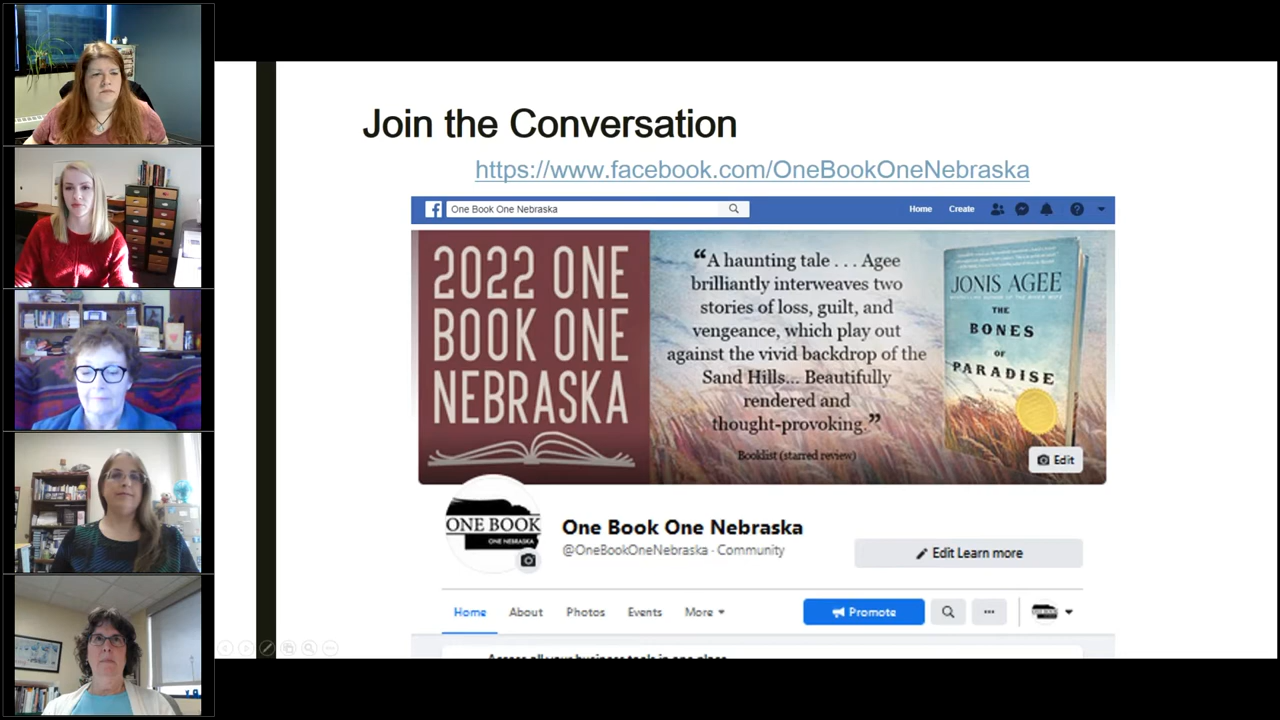 Join the Conversation
https://www.facebook.com/OneBookOneNebraska
One Book One Nebraska
Home
Create
2022 ONE
BOOK ONE
NEBRASKA
“A haunting tale . . . Agee
brilliantly interweaves two
stories of loss, guilt, and
vengeance, which play out
against the vivid backdrop of the
Sand Hills... Beautifully
rendered and
thought-provoking.”
Booklist (starred review)
JONIS AGEE
THE
BONES
OF
PARADISE
Edit
ONE BOOK
ONE NEBRASKA
One Book One Nebraska
@OneBookOneNebraska · Community
Edit Learn more
Home
About
Photos
Events
More
Promote